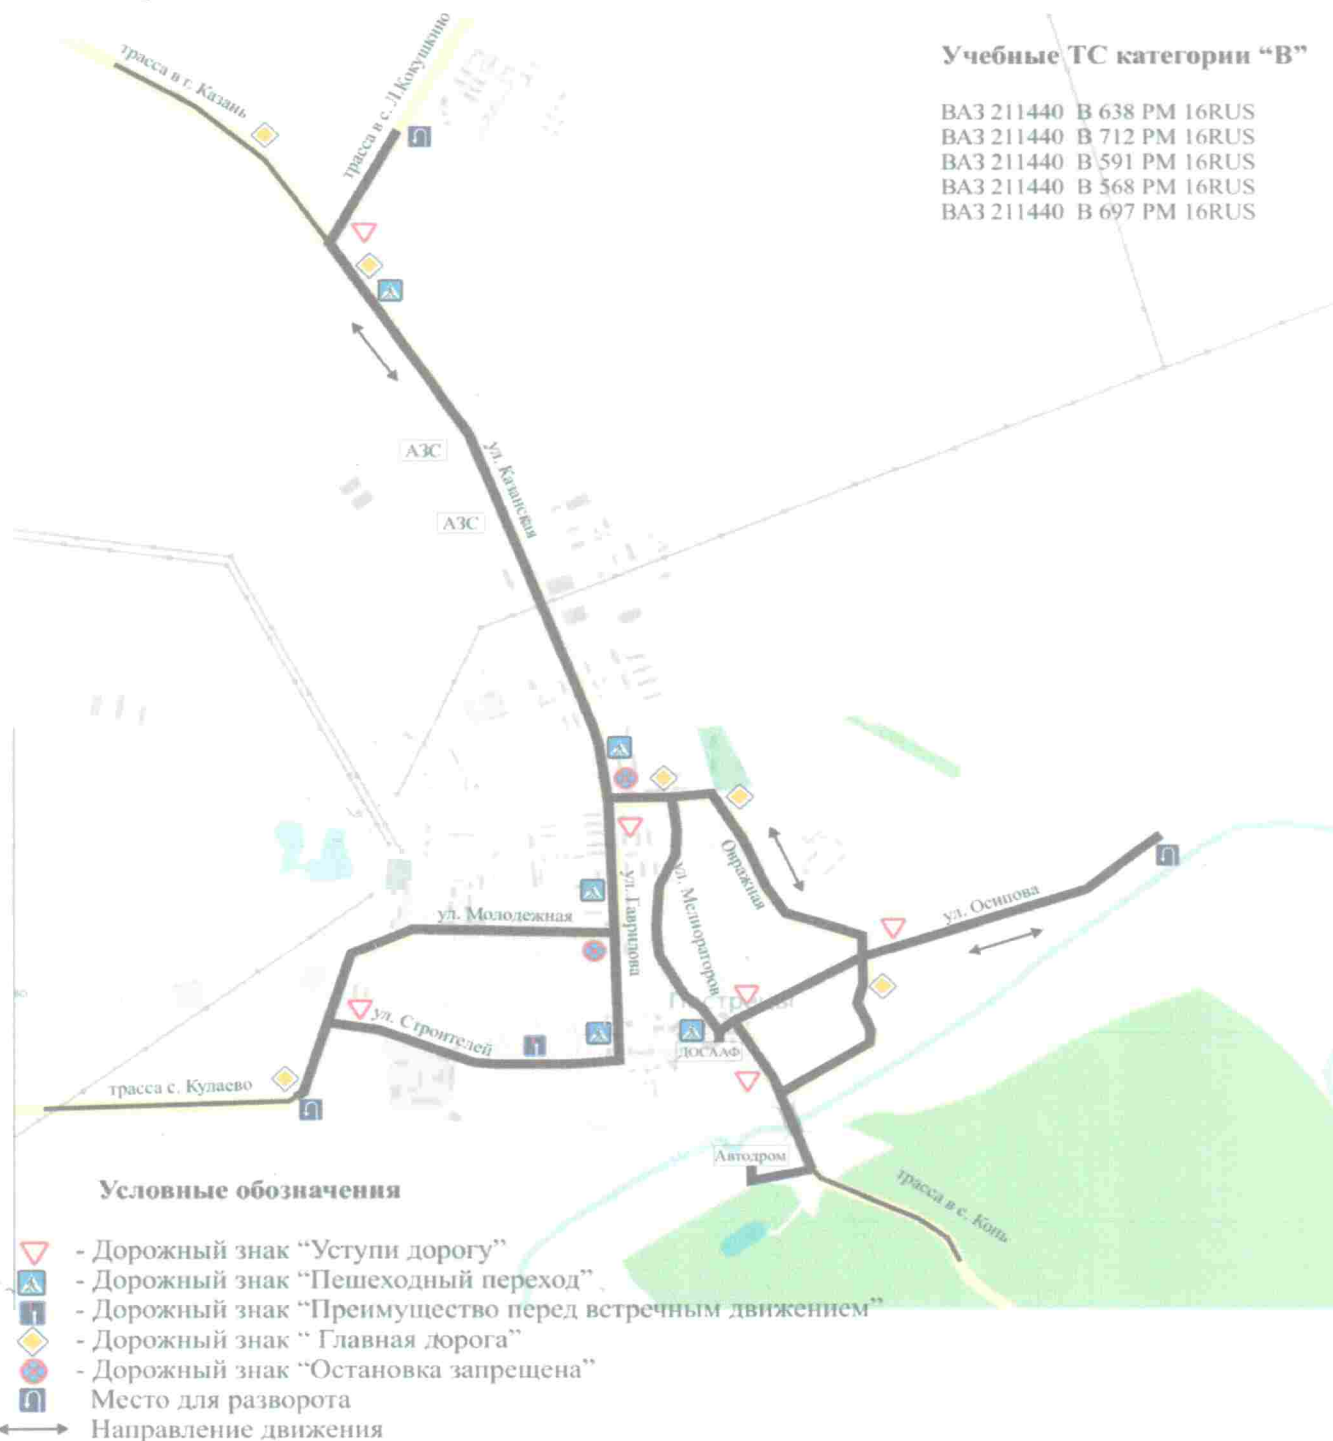 Учебные ТС категории “В”
ВАЗ 211440 В 638 РМ 16RUS
ВАЗ 211440 В 712 РМ 16RUS
ВАЗ 211440 В 591 РМ 16RUS
ВАЗ 211440 В 568 РМ 16RUS
ВАЗ 211440 В 697 РМ 16RUS
трасса в г. Казань
трасса в с. Л.Кокушкино
АЗС
ул. Казанская
АЗС
Овражная
ул. Мелиораторов
ул. Гаврилова
ул. Осипова
ул. Молодежная
Пестрецы
ул. Строителей
ДОСААФ
трасса с. Кулаево
Автодром
трасса в с. Конь
Условные обозначения
- Дорожный знак “Уступи дорогу”
- Дорожный знак “Пешеходный переход”
- Дорожный знак “Преимущество перед встречным движением”
- Дорожный знак “ Главная дорога”
- Дорожный знак “Остановка запрещена”
Место для разворота
Направление движения